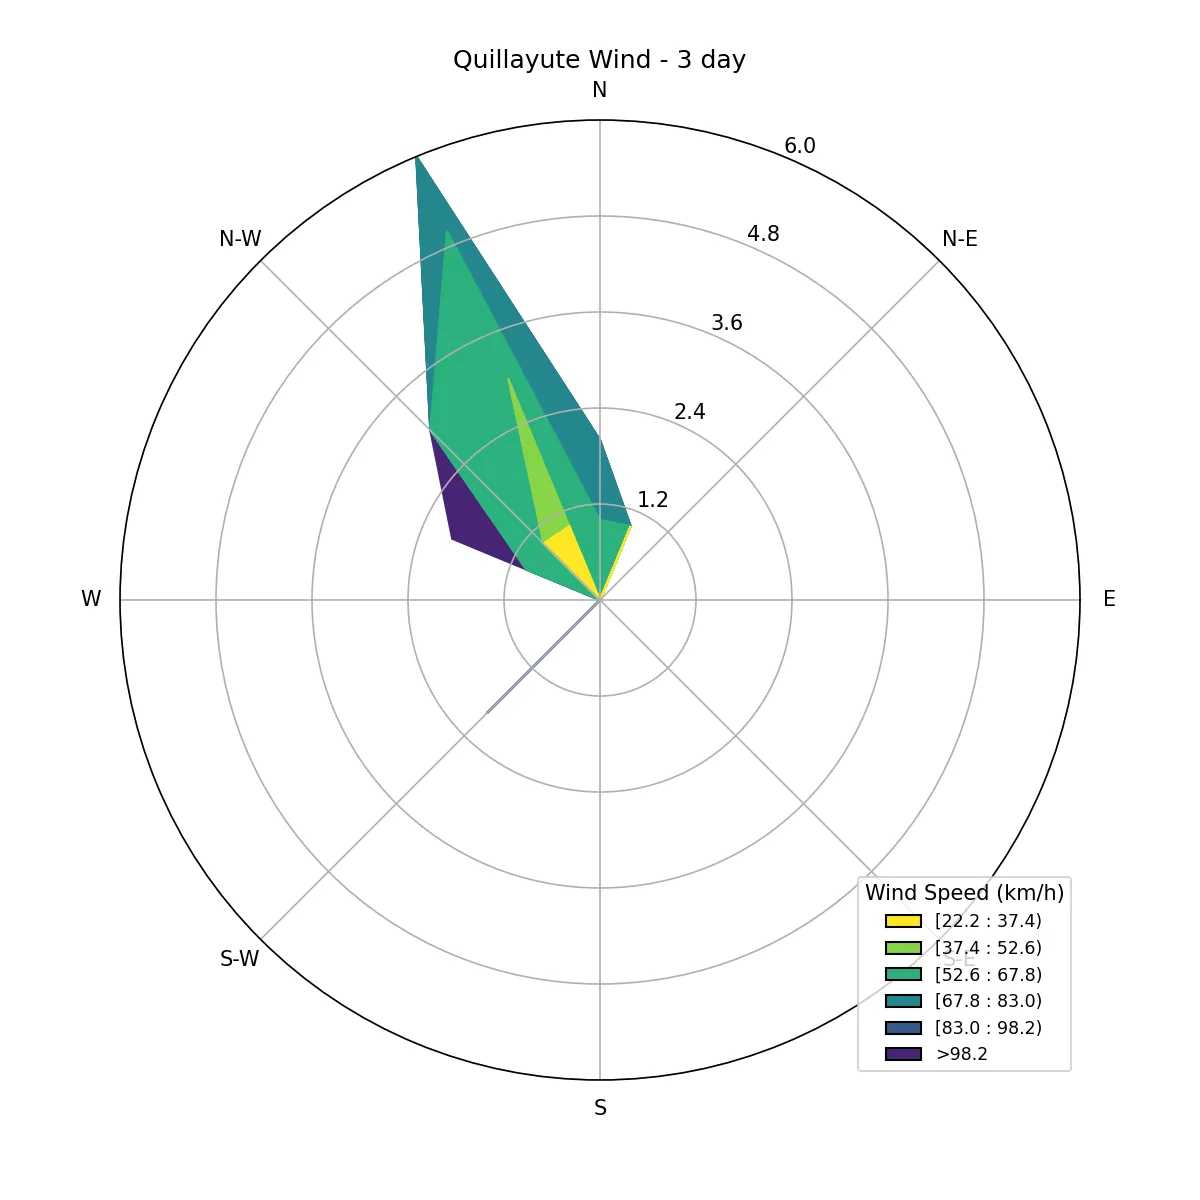 Quillayute Wind - 3 day
N
6.0
N-W
4.8
N-E
3.6
2.4
1.2
W
E
S-W
S-E
S
Wind Speed (km/h)
[22.2 : 37.4)
[37.4 : 52.6)
[52.6 : 67.8)
[67.8 : 83.0)
[83.0 : 98.2)
>98.2